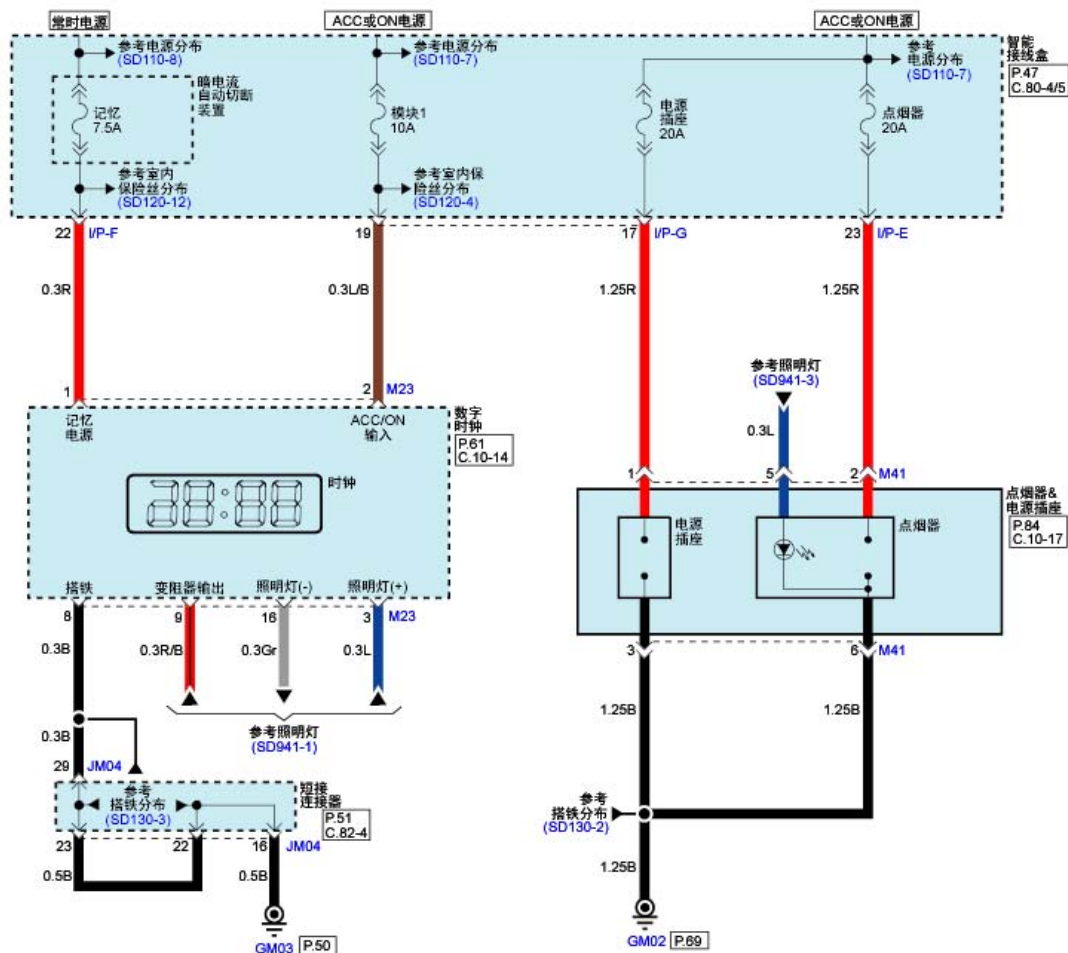 常时电源
ACC或ON电源
ACC或ON电源
参考电源分布
(SD110-8)
参考电源分布
(SD110-7)
参考
电源分布
(SD110-7)
智能
接线盒
P.47
C.80-4/5
暗电流
自动切断
装置
记忆
7.5A
模块1
10A
电源
插座
20A
点烟器
20A
参考室内
保险丝分布
(SD120-12)
参考室内保
险丝分布
(SD120-4)
22
I/P-F
19
17
I/P-G
23
I/P-E
0.3R
0.3L/B
1.25R
1.25R
参考照明灯
(SD941-3)
0.3L
1
2
M23
记忆
电源
ACC/ON
输入
数字
时钟
P.61
C.10-14
时钟
1
5
2
M41
电源
插座
点烟器
点烟器&
电源插座
P.84
C.10-17
搭铁
变阻器输出
照明灯(-)
照明灯(+)
8
9
16
3
M23
0.3B
0.3R/B
0.3Gr
0.3L
3
6
M41
参考照明灯
(SD941-1)
1.25B
1.25B
0.3B
29
JM04
参考
搭铁分布
(SD130-3)
短接
连接器
P.51
C.82-4
参考
搭铁分布
(SD130-2)
23
22
16
JM04
0.5B
0.5B
1.25B
GM03
P.50
GM02
P.69